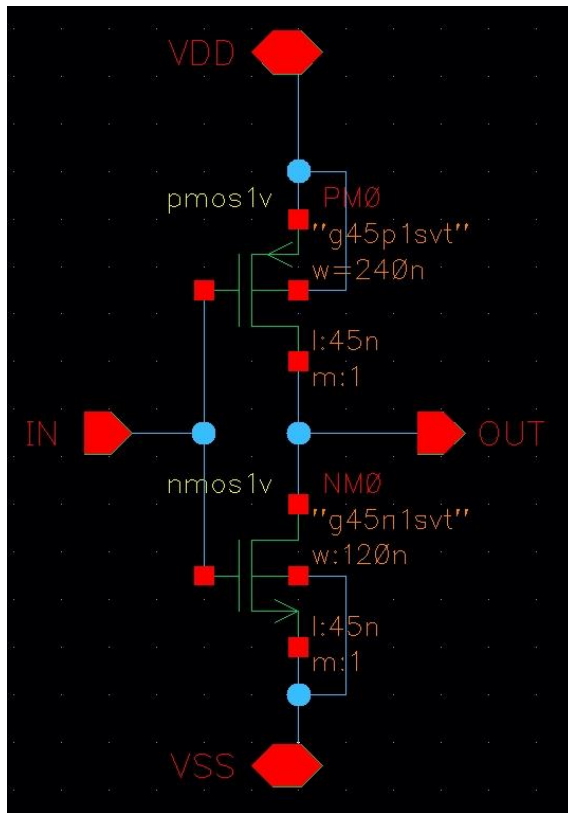 VDD
pmos1v
PM0
"g45p1svt"
w=240n
l:45n
m:1
IN
OUT
nmos1v
NM0
"g45n1svt"
w:120n
l:45n
m:1
VSS